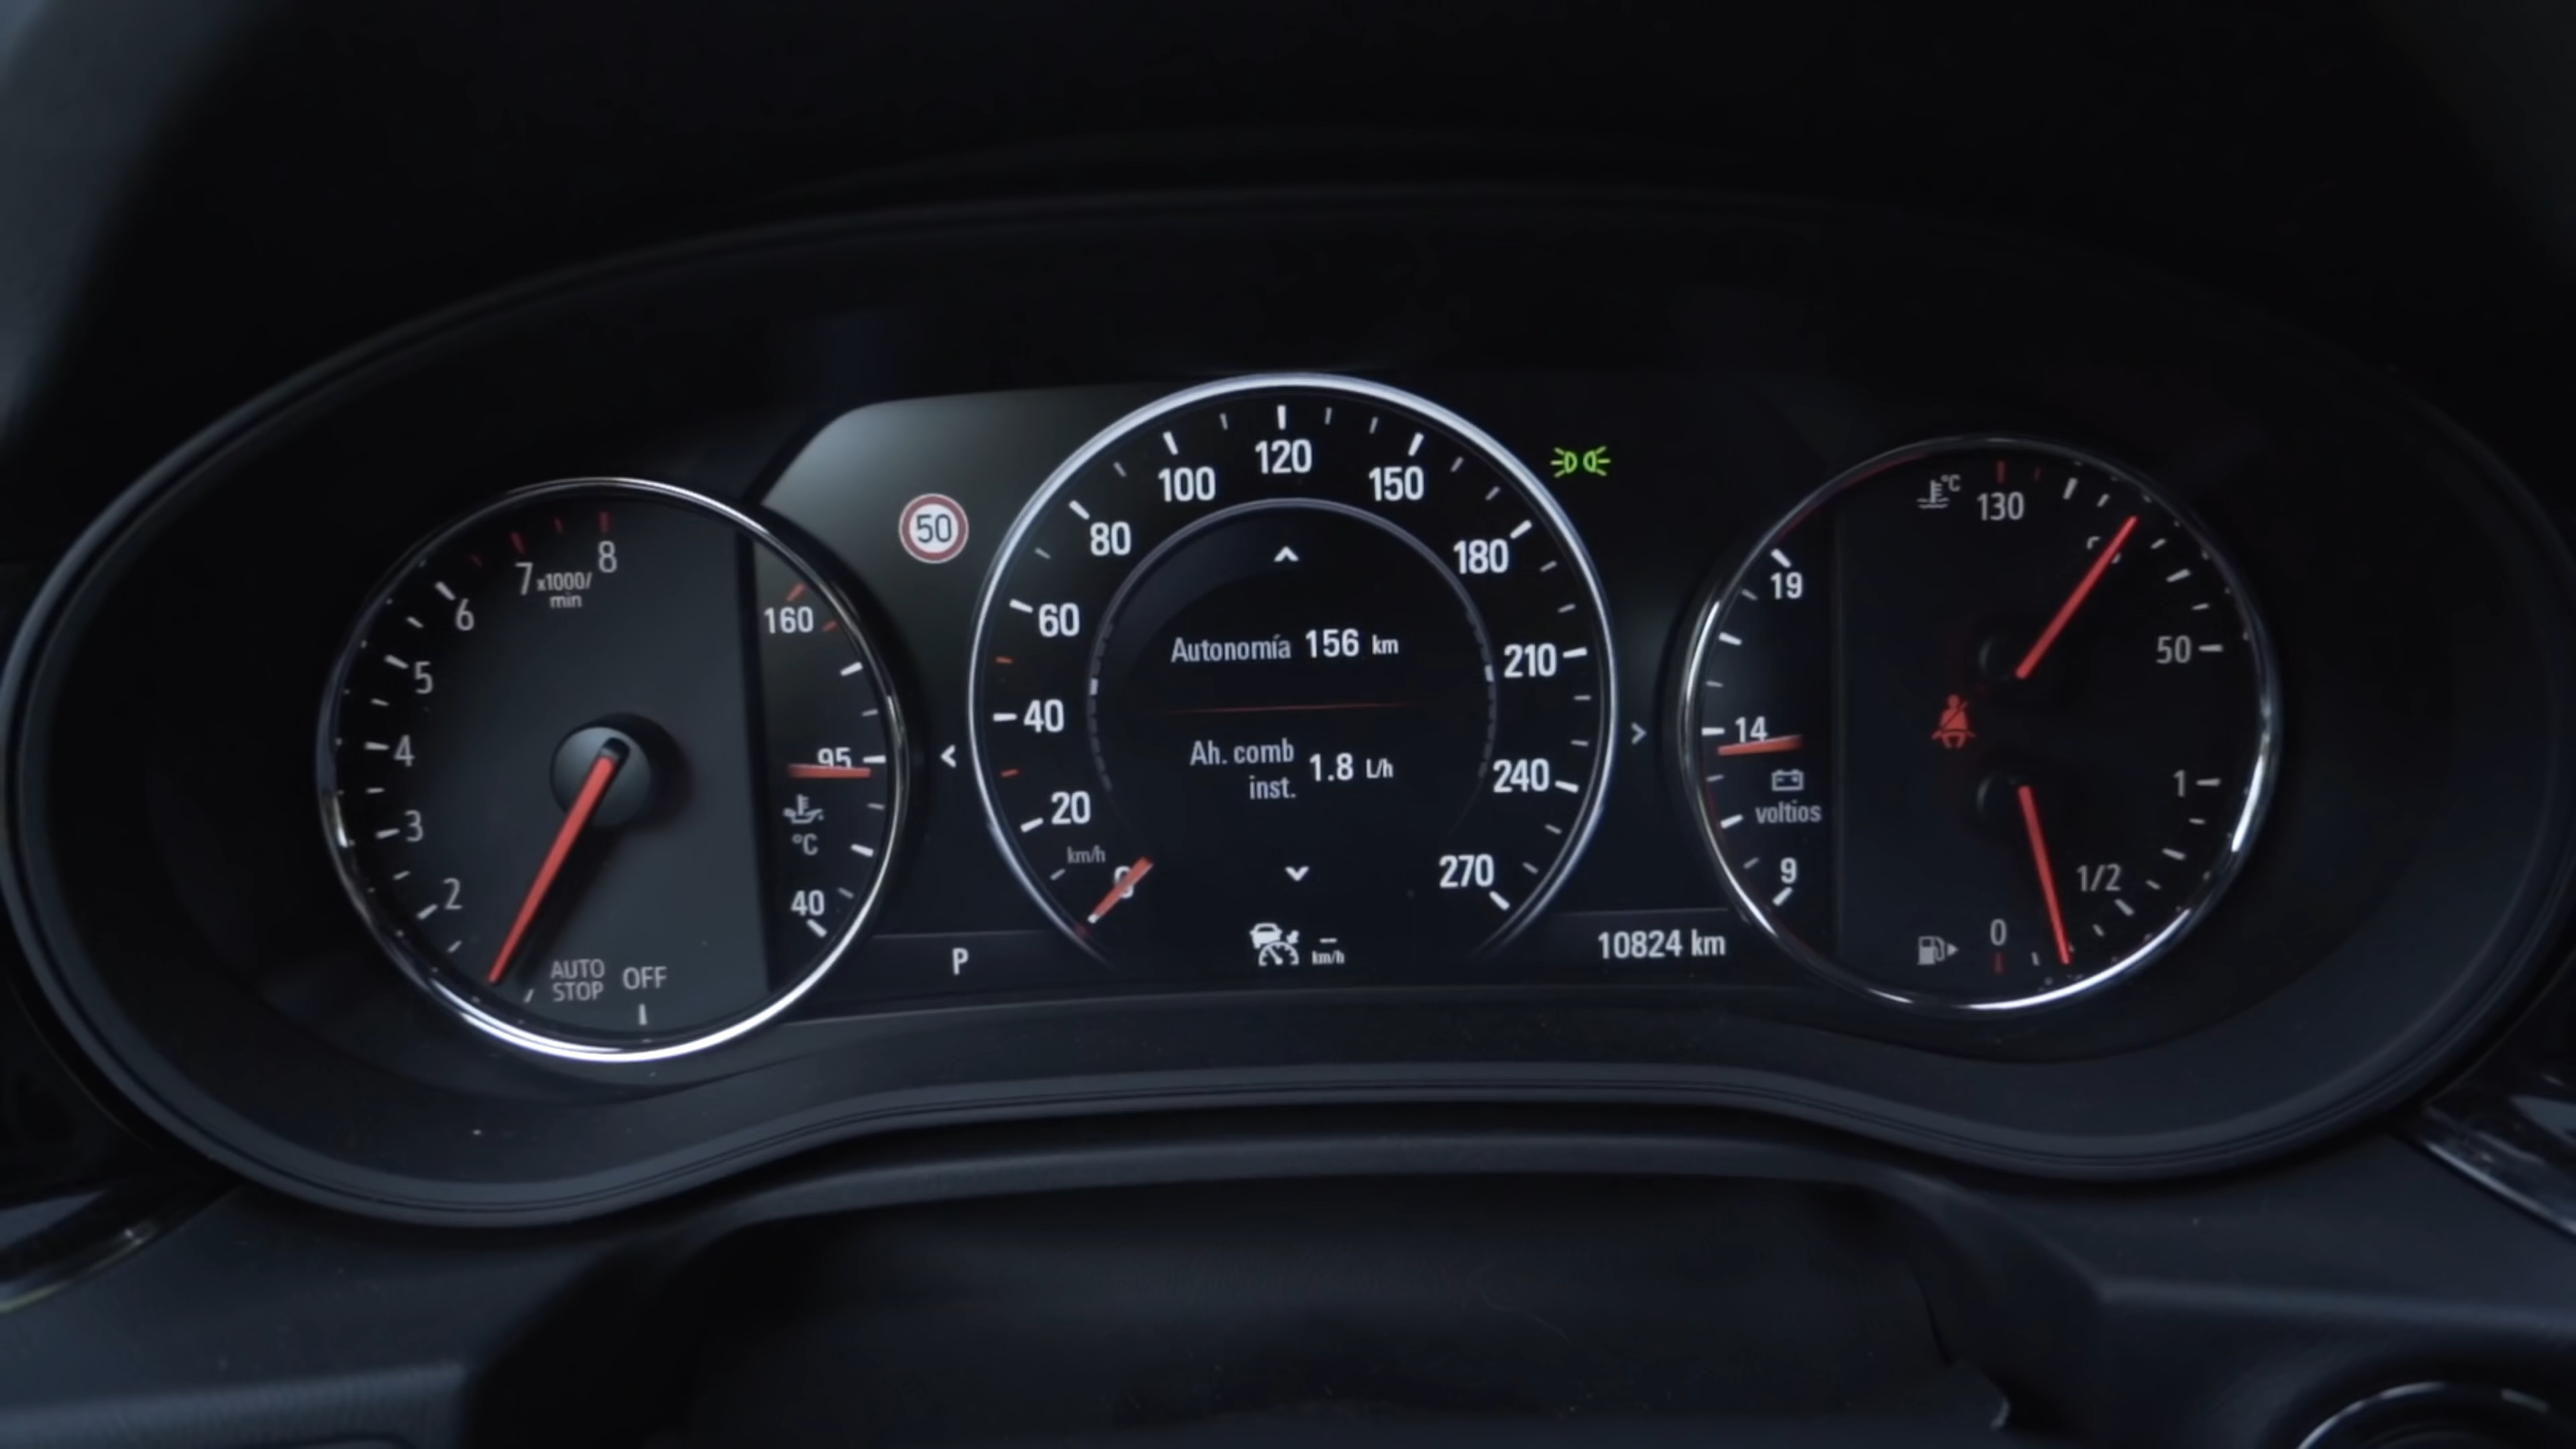 8
7 x1000/
min
6
5
4
3
2
AUTO
STOP
OFF
160
95
°C
40
50
120
100
150
80
180
60
Autonomía 156 km
210
40
Ah. comb
inst. 1.8 L/h
240
20
km/h
270
P
-- km/h
10824 km
°C
130
19
50
14
voltios
1
9
1/2
0